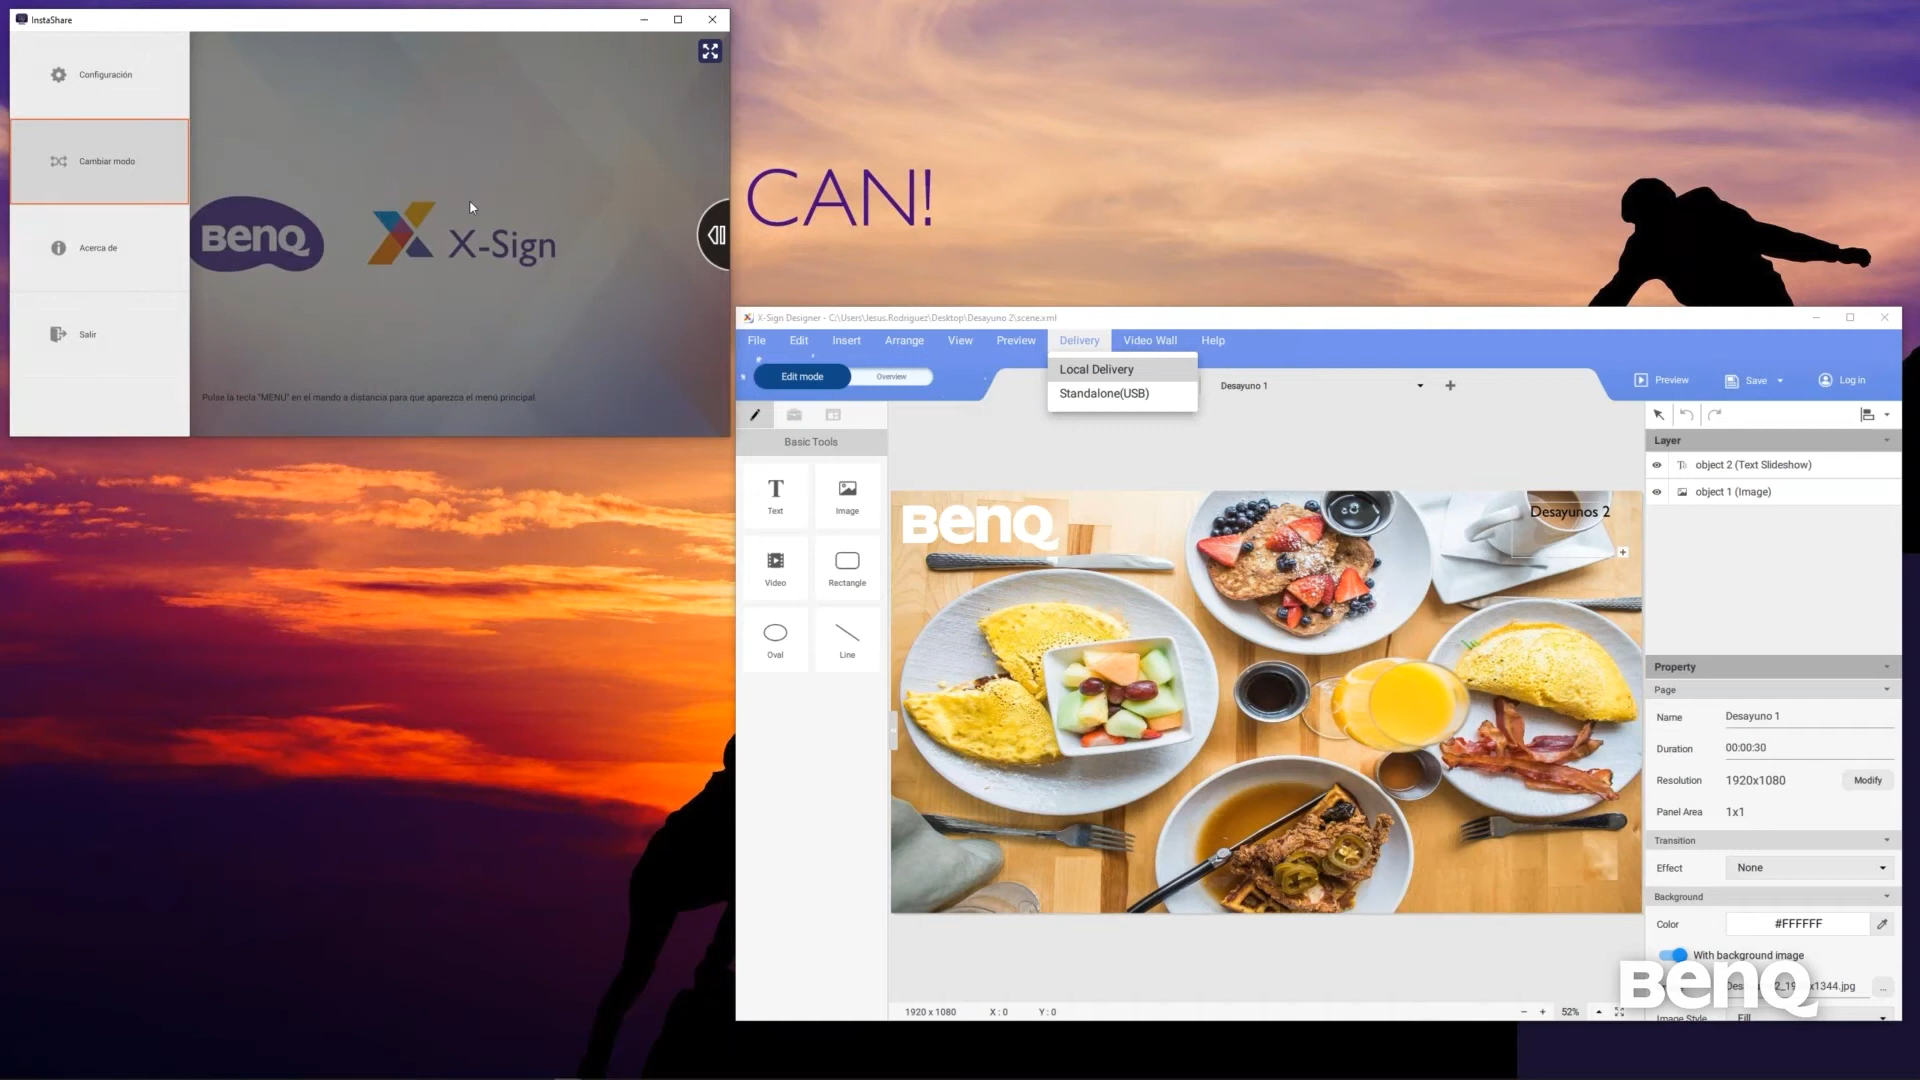 InstaShare
Configuración
Cambiar modo
Acerca de
Salir
BenQ
X-Sign
Pulse la tecla "MENU" en el mando a distancia para que aparezca el menú principal.
CAN!
X-Sign Designer - C:\Users\Jesus.Rodriguez\Desktop\Desayuno 2\scene.xml
File Edit Insert Arrange View Preview Delivery Video Wall Help
Local Delivery
Standalone(USB)
Edit mode Overview
Desayuno 1
Preview Save Log in
Basic Tools
Text Image
Video Rectangle
Oval Line
BenQ
Desayunos 2
Layer
object 2 (Text Slideshow)
object 1 (Image)
Property
Page
Name Desayuno 1
Duration 00:00:30
Resolution 1920x1080 Modify
Panel Area 1x1
Transition
Effect None
Background
Color #FFFFFF
With background image
BenQ
Image Style Fill
1920 x 1080 X : 0 Y : 0 52%